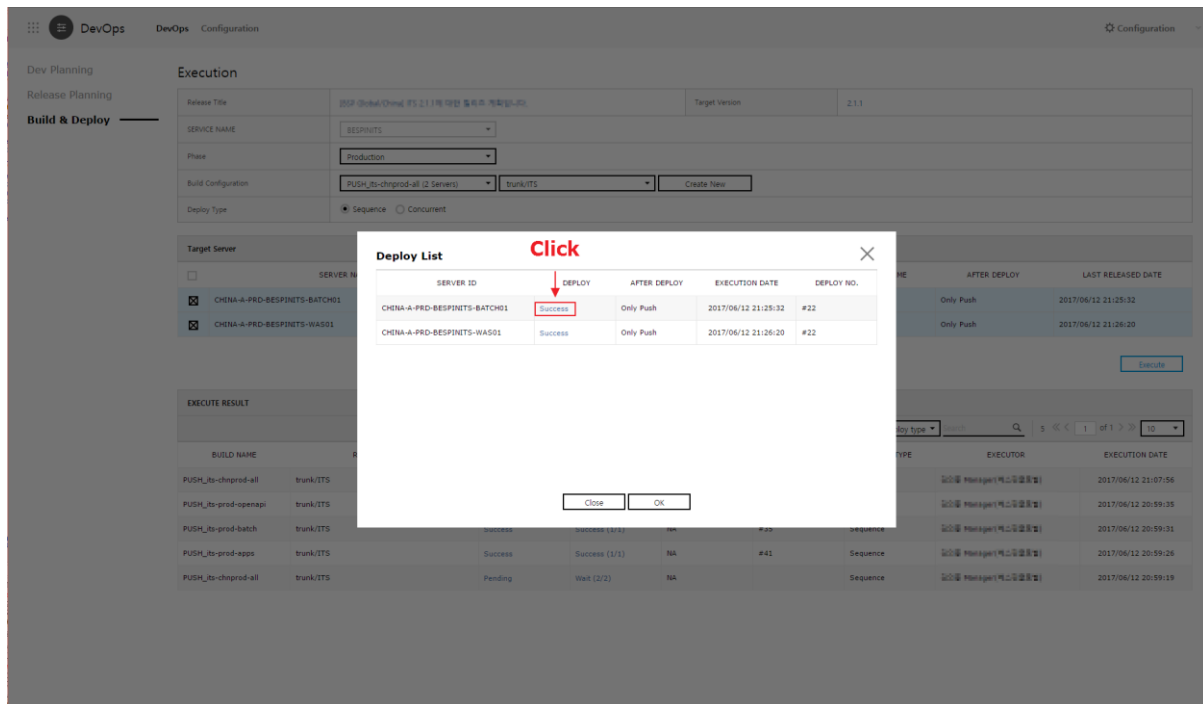 DevOps DevOps Configuration Configuration
Dev Planning
Release Planning
Build & Deploy
Execution
Release Title Target Version 2.1.1
SERVICE NAME BESPINITS
Phase Production
Build Configuration PUSH_its-chnprod-all (2 Servers) trunk/ITS Create New
Deploy Type Sequence Concurrent
Target Server
SERVER AFTER DEPLOY LAST RELEASED DATE
CHINA-A-PRD-BESPINITS-BATCH01 Only Push 2017/06/12 21:25:32
CHINA-A-PRD-BESPINITS-WAS01 Only Push 2017/06/12 21:26:20
Execute
Click
Deploy List
SERVER ID DEPLOY AFTER DEPLOY EXECUTION DATE DEPLOY NO.
CHINA-A-PRD-BESPINITS-BATCH01 Success Only Push 2017/06/12 21:25:32 #22
CHINA-A-PRD-BESPINITS-WAS01 Success Only Push 2017/06/12 21:26:20 #22
Close OK
EXECUTE RESULT
type Search 5 1 of 1 10
BUILD NAME EXECUTOR EXECUTION DATE
PUSH_its-chnprod-all trunk/ITS 2017/06/12 21:07:56
PUSH_its-prod-openapi trunk/ITS 2017/06/12 20:59:35
PUSH_its-prod-batch trunk/ITS Success Success (1/1) NA #35 Sequence 2017/06/12 20:59:31
PUSH_its-prod-apps trunk/ITS Success Success (1/1) NA #41 Sequence 2017/06/12 20:59:26
PUSH_its-chnprod-all trunk/ITS Pending Wait (2/2) NA Sequence 2017/06/12 20:59:19